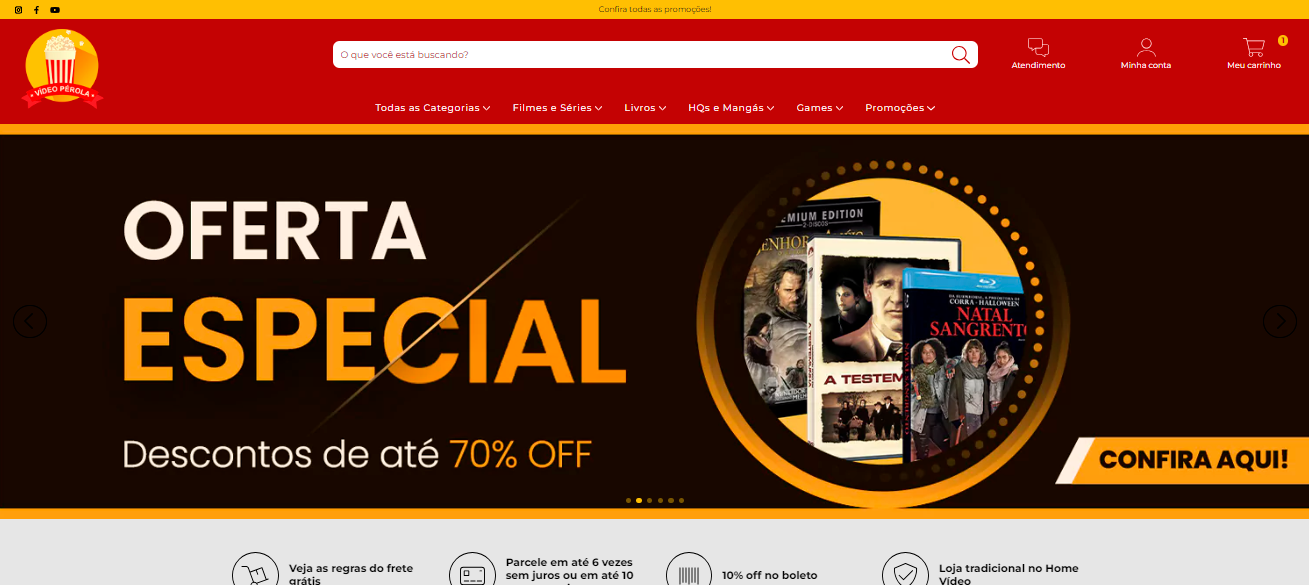 Confira todas as promoções!
VÍDEO PÉROLA
O que você está buscando?
Atendimento
Minha conta
1
Meu carrinho
Todas as Categorias
Filmes e Séries
Livros
HQs e Mangás
Games
Promoções
OFERTA
ESPECIAL
Descontos de até 70% OFF
EMIUM EDITION
2-DISCOS
A TESTEM
CORRA - HALLOWEEN
NATAL
SANGRENTO
CONFIRA AQUI!
Veja as regras do frete
grátis
Parcele em até 6 vezes
sem juros ou em até 10
10% off no boleto
Loja tradicional no Home
Vídeo